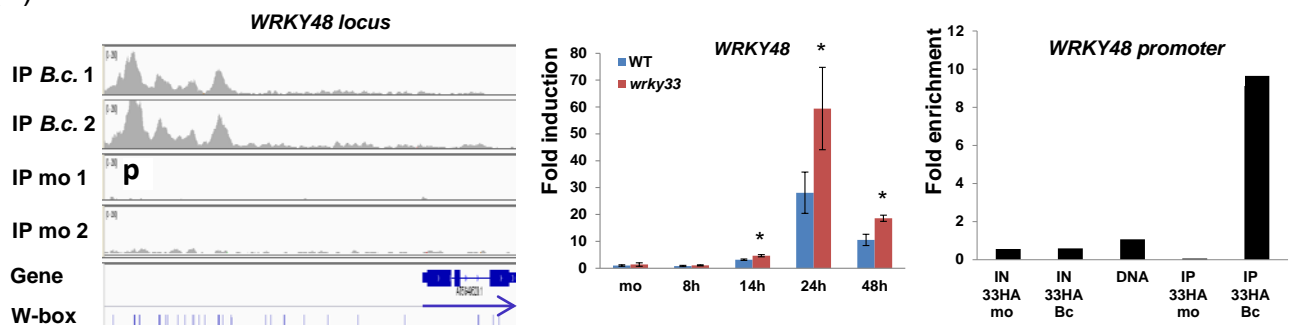 )
WRKY48 locus
IP B.c. 1
IP B.c. 2
IP mo 1
p
IP mo 2
Gene
W-box
WRKY48
WT
wrky33
Fold induction
80
70
60
50
40
30
20
10
0
*
*
*
mo 8h 14h 24h 48h
WRKY48 promoter
Fold enrichment
12
10
8
6
4
2
0
IN 33HA mo
IN 33HA Bc
DNA
IP 33HA mo
IP 33HA Bc